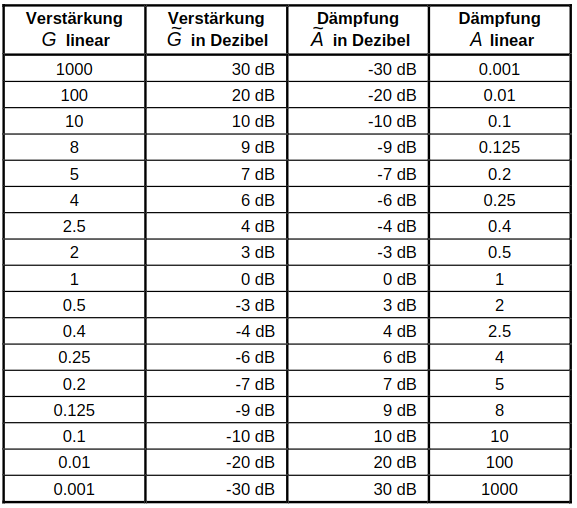 Verstärkung Verstärkung Dämpfung Dämpfung
G linear G̃ in Dezibel Ã in Dezibel A linear
1000 30 dB -30 dB 0.001
100 20 dB -20 dB 0.01
10 10 dB -10 dB 0.1
8 9 dB -9 dB 0.125
5 7 dB -7 dB 0.2
4 6 dB -6 dB 0.25
2.5 4 dB -4 dB 0.4
2 3 dB -3 dB 0.5
1 0 dB 0 dB 1
0.5 -3 dB 3 dB 2
0.4 -4 dB 4 dB 2.5
0.25 -6 dB 6 dB 4
0.2 -7 dB 7 dB 5
0.125 -9 dB 9 dB 8
0.1 -10 dB 10 dB 10
0.01 -20 dB 20 dB 100
0.001 -30 dB 30 dB 1000